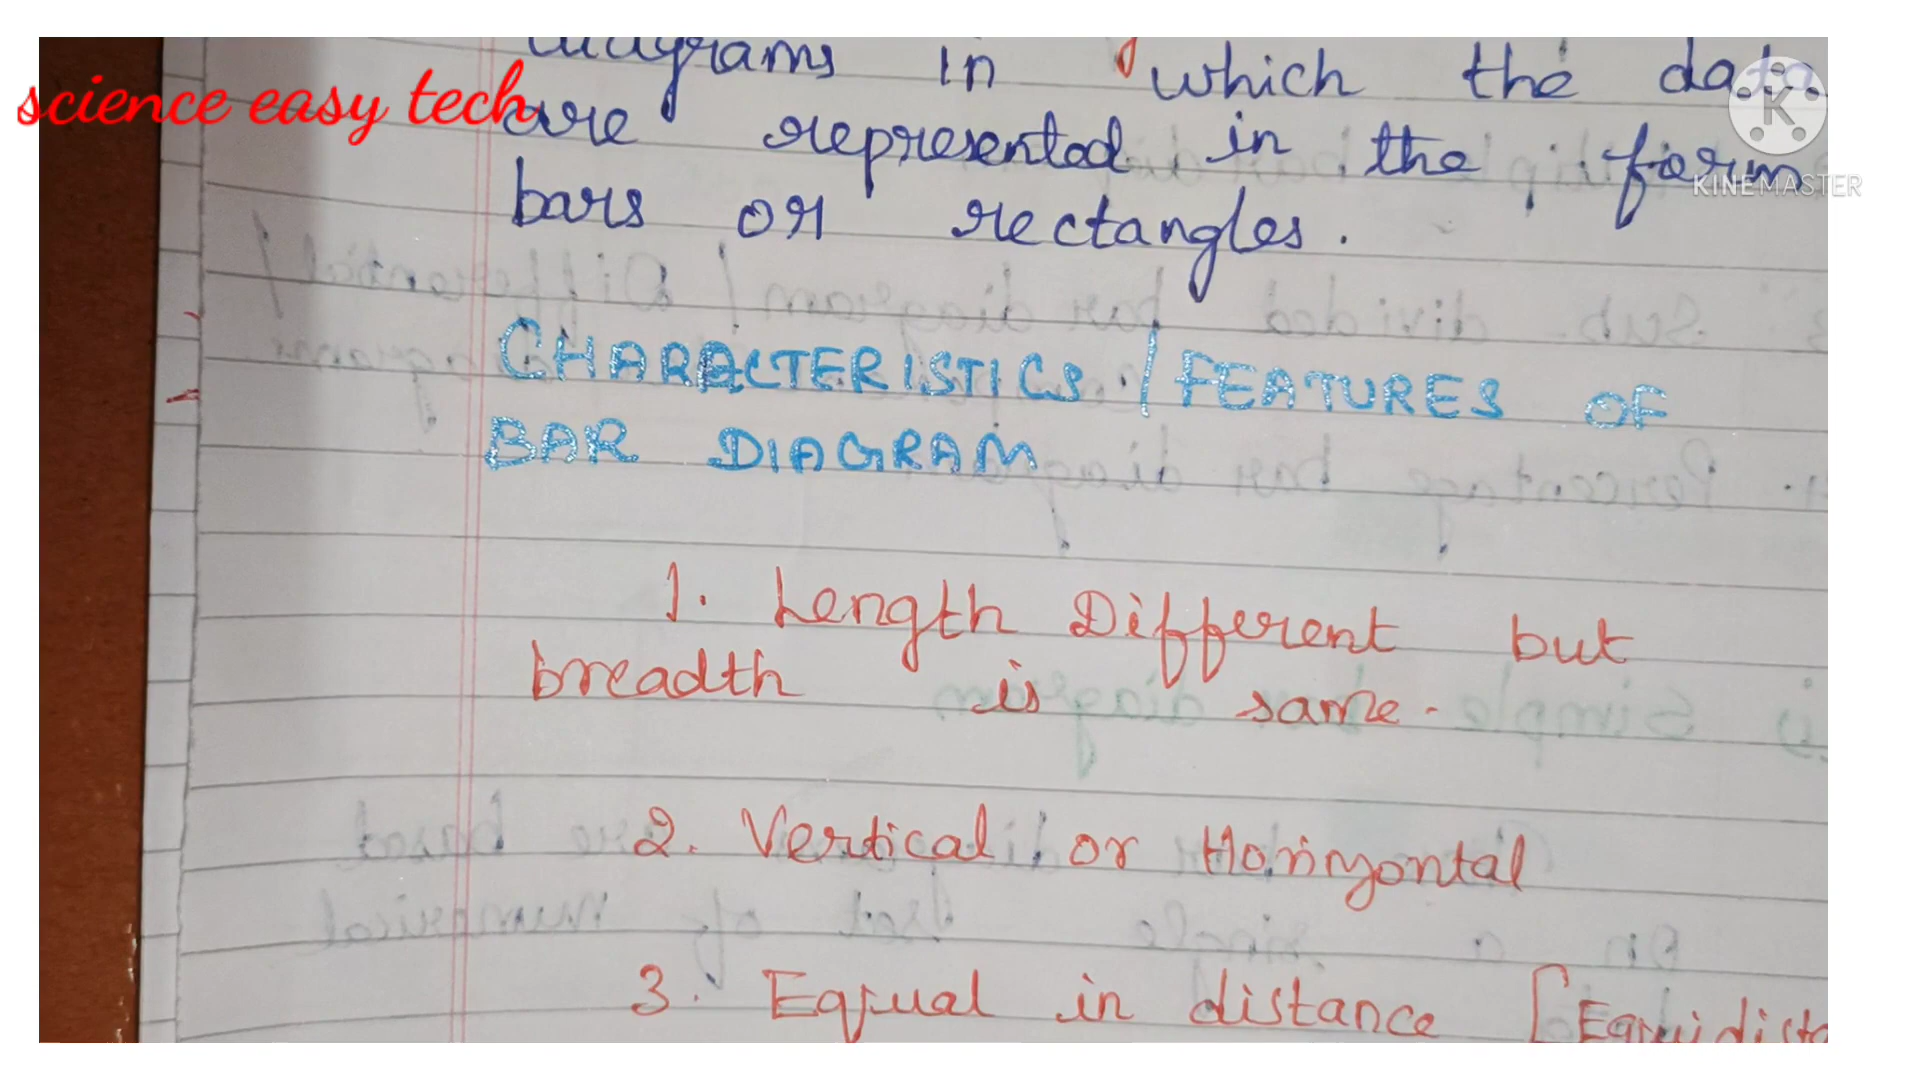 diagrams in which the data
science easy tech
are represented in the form
KINEMASTER
bars or rectangles.
CHARACTERISTICS / FEATURES OF
BAR DIAGRAM
1. Length Different but
breadth is same.
2. Vertical or Horizontal
3. Equal in distance [Equidista